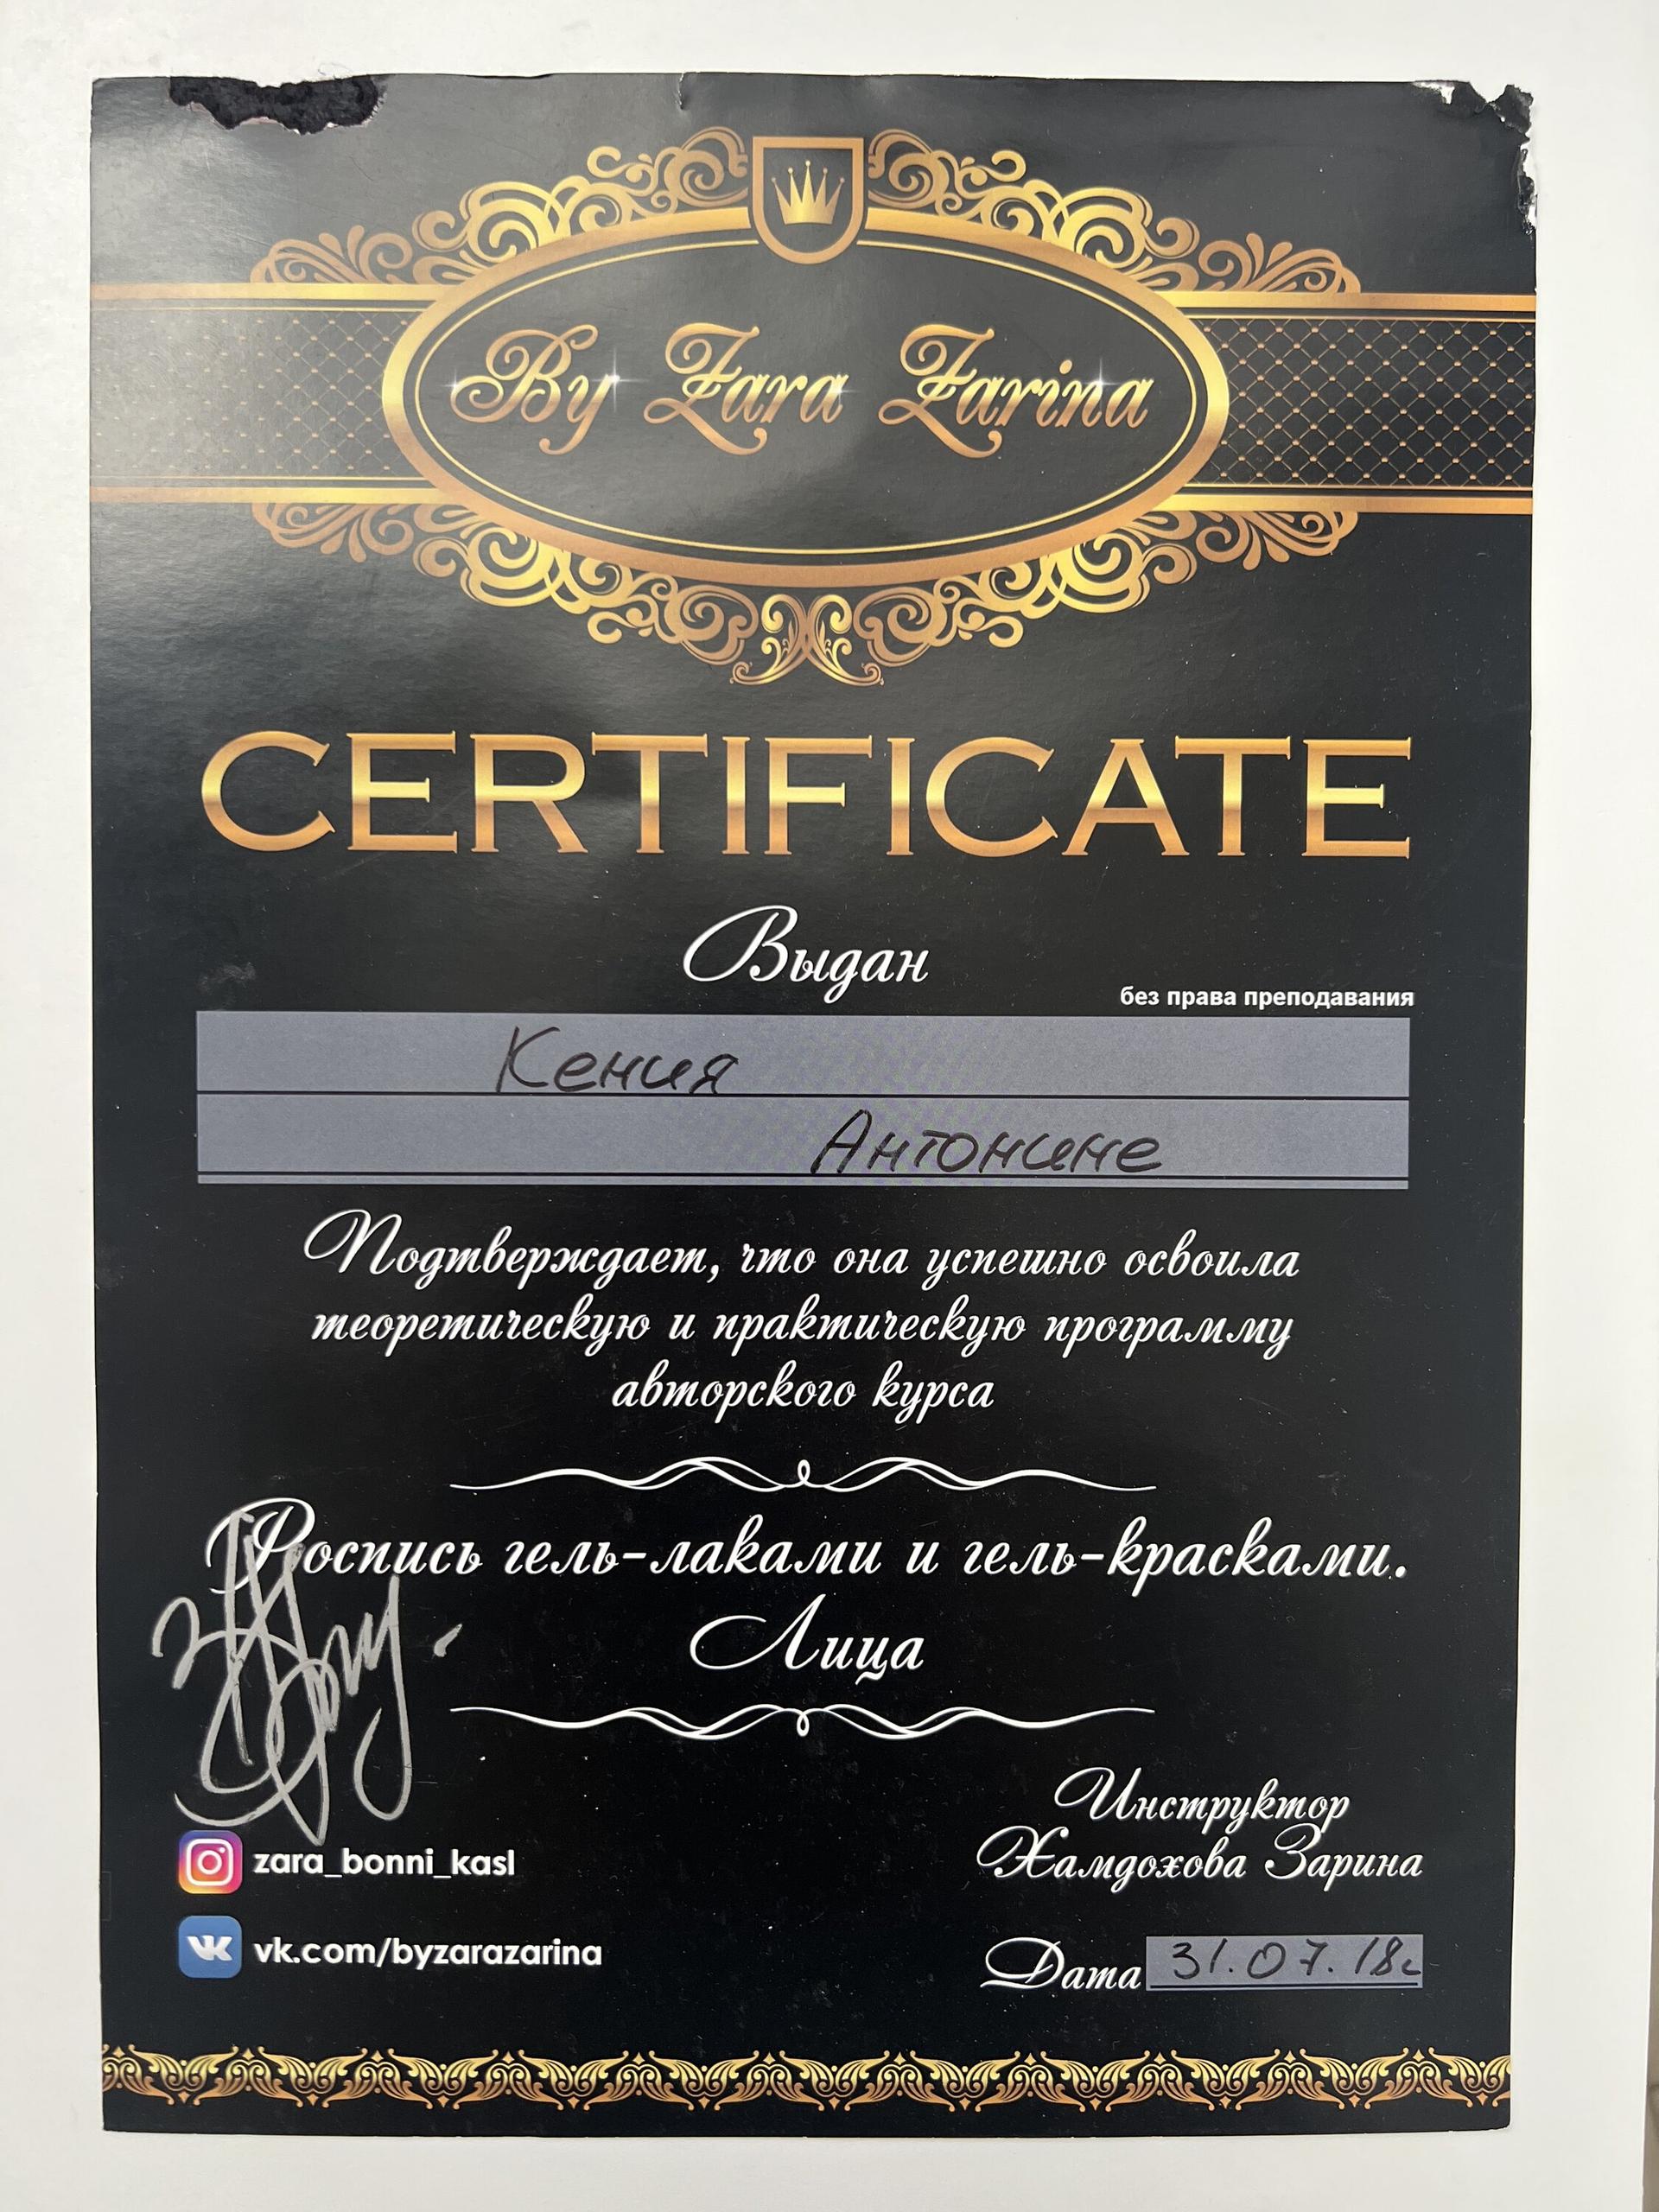 By Zara Zarina
CERTIFICATE
Выдан
без права преподавания
Кения
Антонине
Подтверждает, что она успешно освоила
теоретическую и практическую программу
авторского курса
Роспись гель-лаками и гель-красками.
Лица
Инструктор
Хамдохова Зарина
zara_bonni_kasl
vk.com/byzarazarina
Дата 31.07.18г